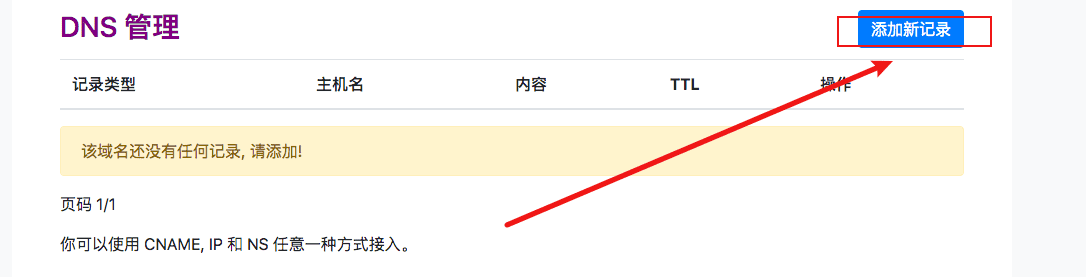 DNS 管理
添加新记录
记录类型 主机名 内容 TTL 操作
该域名还没有任何记录, 请添加!
页码 1/1
你可以使用 CNAME, IP 和 NS 任意一种方式接入。